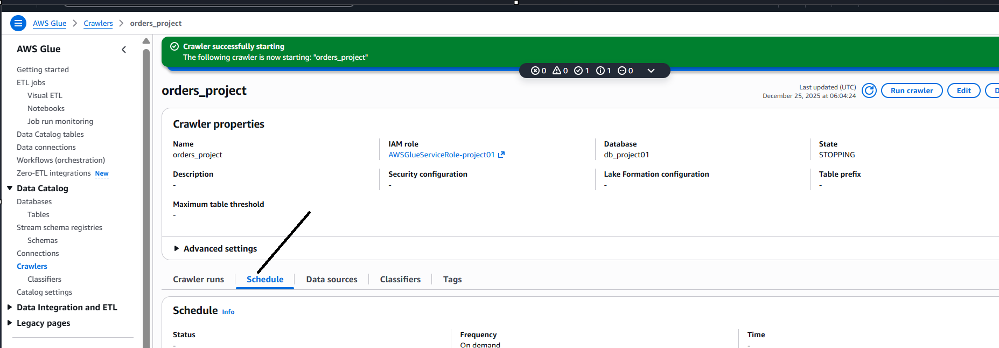 AWS Glue > Crawlers > orders_project
AWS Glue
Getting started
ETL jobs
Visual ETL
Notebooks
Job run monitoring
Data Catalog tables
Data connections
Workflows (orchestration)
Zero-ETL integrations New
Data Catalog
Databases
Tables
Stream schema registries
Schemas
Connections
Crawlers
Classifiers
Catalog settings
Data Integration and ETL
Legacy pages
Crawler successfully starting
The following crawler is now starting: "orders_project"
0 0 1 1 0
orders_project
Last updated (UTC)
December 25, 2025 at 06:04:24
Run crawler
Edit
Crawler properties
Name
orders_project
IAM role
AWSGlueServiceRole-project01
Database
db_project01
State
STOPPING
Description
-
Security configuration
-
Lake Formation configuration
-
Table prefix
-
Maximum table threshold
-
Advanced settings
Crawler runs
Schedule
Data sources
Classifiers
Tags
Schedule Info
Status
-
Frequency
On demand
Time
-